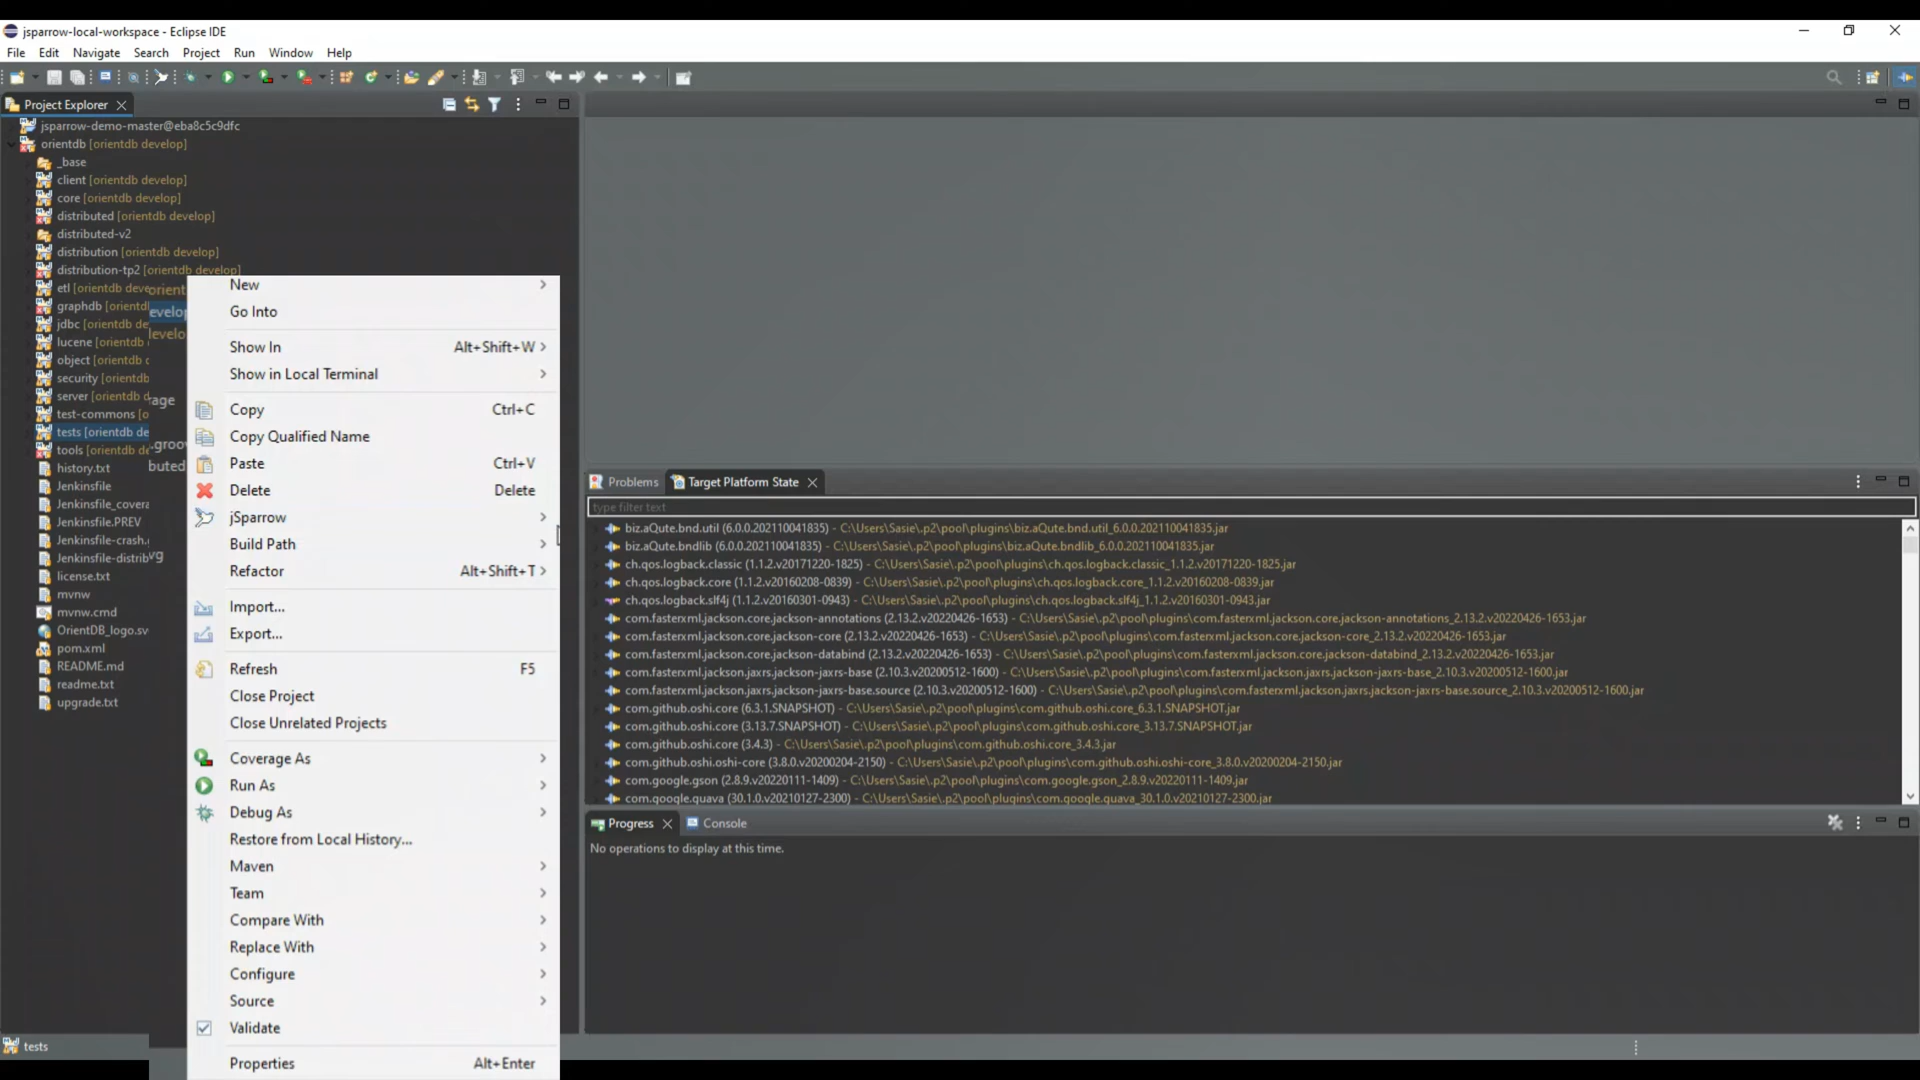 jsparrow-local-workspace - Eclipse IDE
File Edit Navigate Search Project Run Window Help
Project Explorer
jsparrow-demo-master@eba8c5c9dfc
orientdb [orientdb develop]
_base
client [orientdb develop]
core [orientdb develop]
distributed [orientdb develop]
distributed-v2
distribution [orientdb develop]
distribution-tp2 [orientdb develop]
etl [orientdb deve
graphdb [orientd
jdbc [orientdb de
lucene [orientdb
object [orientdb
security [orientdb
server [orientdb d
test-commons [o
tests [orientdb de
tools [orientdb de
history.txt
Jenkinsfile
Jenkinsfile_covera
Jenkinsfile.PREV
Jenkinsfile-crash.
Jenkinsfile-distrib
license.txt
mvnw
mvnw.cmd
OrientDB_logo.sv
pom.xml
README.md
readme.txt
upgrade.txt
tests
orient
evelop
evelo
age
.groov
buted
vg
New
Go Into
Show In Alt+Shift+W
Show in Local Terminal
Copy Ctrl+C
Copy Qualified Name
Paste Ctrl+V
Delete Delete
jSparrow
Build Path
Refactor Alt+Shift+T
Import...
Export...
Refresh F5
Close Project
Close Unrelated Projects
Coverage As
Run As
Debug As
Restore from Local History...
Maven
Team
Compare With
Replace With
Configure
Source
Validate
Properties Alt+Enter
Problems Target Platform State
type filter text
biz.aQute.bnd.util (6.0.0.202110041835) - C:\Users\Sasie\.p2\pool\plugins\biz.aQute.bnd.util_6.0.0.202110041835.jar
biz.aQute.bndlib (6.0.0.202110041835) - C:\Users\Sasie\.p2\pool\plugins\biz.aQute.bndlib_6.0.0.202110041835.jar
ch.qos.logback.classic (1.1.2.v20171220-1825) - C:\Users\Sasie\.p2\pool\plugins\ch.qos.logback.classic_1.1.2.v20171220-1825.jar
ch.qos.logback.core (1.1.2.v20160208-0839) - C:\Users\Sasie\.p2\pool\plugins\ch.qos.logback.core_1.1.2.v20160208-0839.jar
ch.qos.logback.slf4j (1.1.2.v20160301-0943) - C:\Users\Sasie\.p2\pool\plugins\ch.qos.logback.slf4j_1.1.2.v20160301-0943.jar
com.fasterxml.jackson.core.jackson-annotations (2.13.2.v20220426-1653) - C:\Users\Sasie\.p2\pool\plugins\com.fasterxml.jackson.core.jackson-annotations_2.13.2.v20220426-1653.jar
com.fasterxml.jackson.core.jackson-core (2.13.2.v20220426-1653) - C:\Users\Sasie\.p2\pool\plugins\com.fasterxml.jackson.core.jackson-core_2.13.2.v20220426-1653.jar
com.fasterxml.jackson.core.jackson-databind (2.13.2.v20220426-1653) - C:\Users\Sasie\.p2\pool\plugins\com.fasterxml.jackson.core.jackson-databind_2.13.2.v20220426-1653.jar
com.fasterxml.jackson.jaxrs.jackson-jaxrs-base (2.10.3.v20200512-1600) - C:\Users\Sasie\.p2\pool\plugins\com.fasterxml.jackson.jaxrs.jackson-jaxrs-base_2.10.3.v20200512-1600.jar
com.fasterxml.jackson.jaxrs.jackson-jaxrs-base.source (2.10.3.v20200512-1600) - C:\Users\Sasie\.p2\pool\plugins\com.fasterxml.jackson.jaxrs.jackson-jaxrs-base.source_2.10.3.v20200512-1600.jar
com.github.oshi.core (6.3.1.SNAPSHOT) - C:\Users\Sasie\.p2\pool\plugins\com.github.oshi.core_6.3.1.SNAPSHOT.jar
com.github.oshi.core (3.13.7.SNAPSHOT) - C:\Users\Sasie\.p2\pool\plugins\com.github.oshi.core_3.13.7.SNAPSHOT.jar
com.github.oshi.core (3.4.3) - C:\Users\Sasie\.p2\pool\plugins\com.github.oshi.core_3.4.3.jar
com.github.oshi.oshi-core (3.8.0.v20200204-2150) - C:\Users\Sasie\.p2\pool\plugins\com.github.oshi.oshi-core_3.8.0.v20200204-2150.jar
com.google.gson (2.8.9.v20220111-1409) - C:\Users\Sasie\.p2\pool\plugins\com.google.gson_2.8.9.v20220111-1409.jar
com.google.guava (30.1.0.v20210127-2300) - C:\Users\Sasie\.p2\pool\plugins\com.google.guava_30.1.0.v20210127-2300.jar
Progress Console
No operations to display at this time.